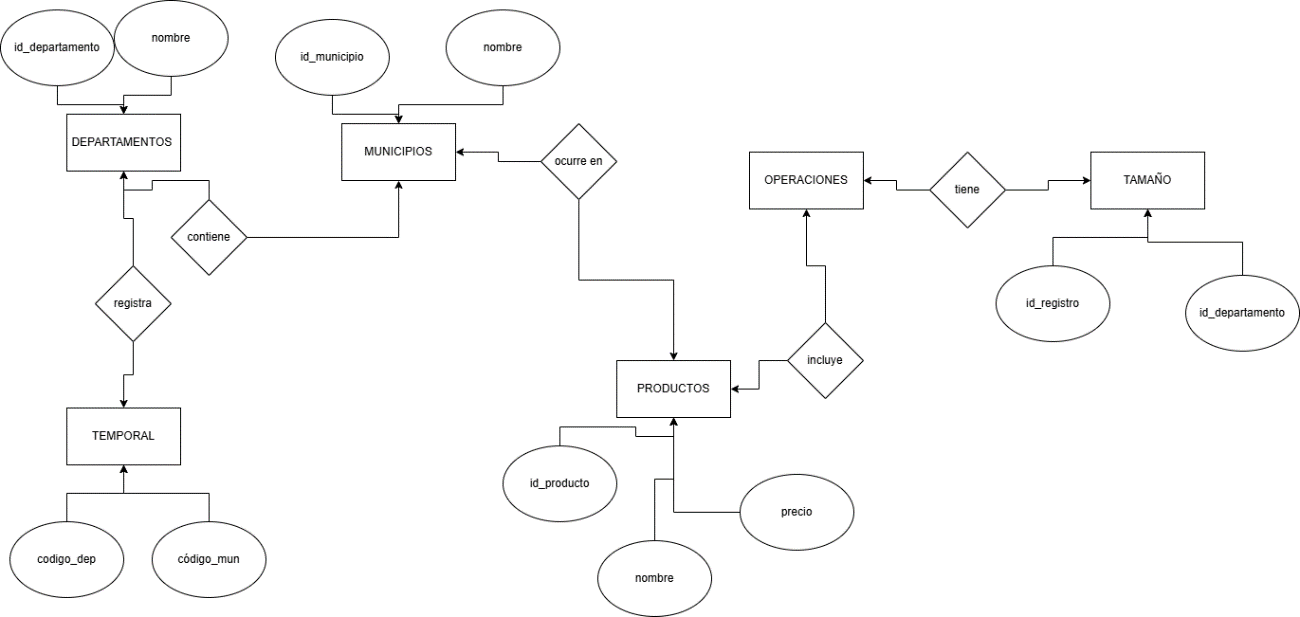 id_departamento
nombre
id_municipio
nombre
DEPARTAMENTOS
MUNICIPIOS
ocurre en
OPERACIONES
tiene
TAMAÑO
contiene
registra
id_registro
id_departamento
incluye
PRODUCTOS
TEMPORAL
id_producto
precio
codigo_dep
código_mun
nombre